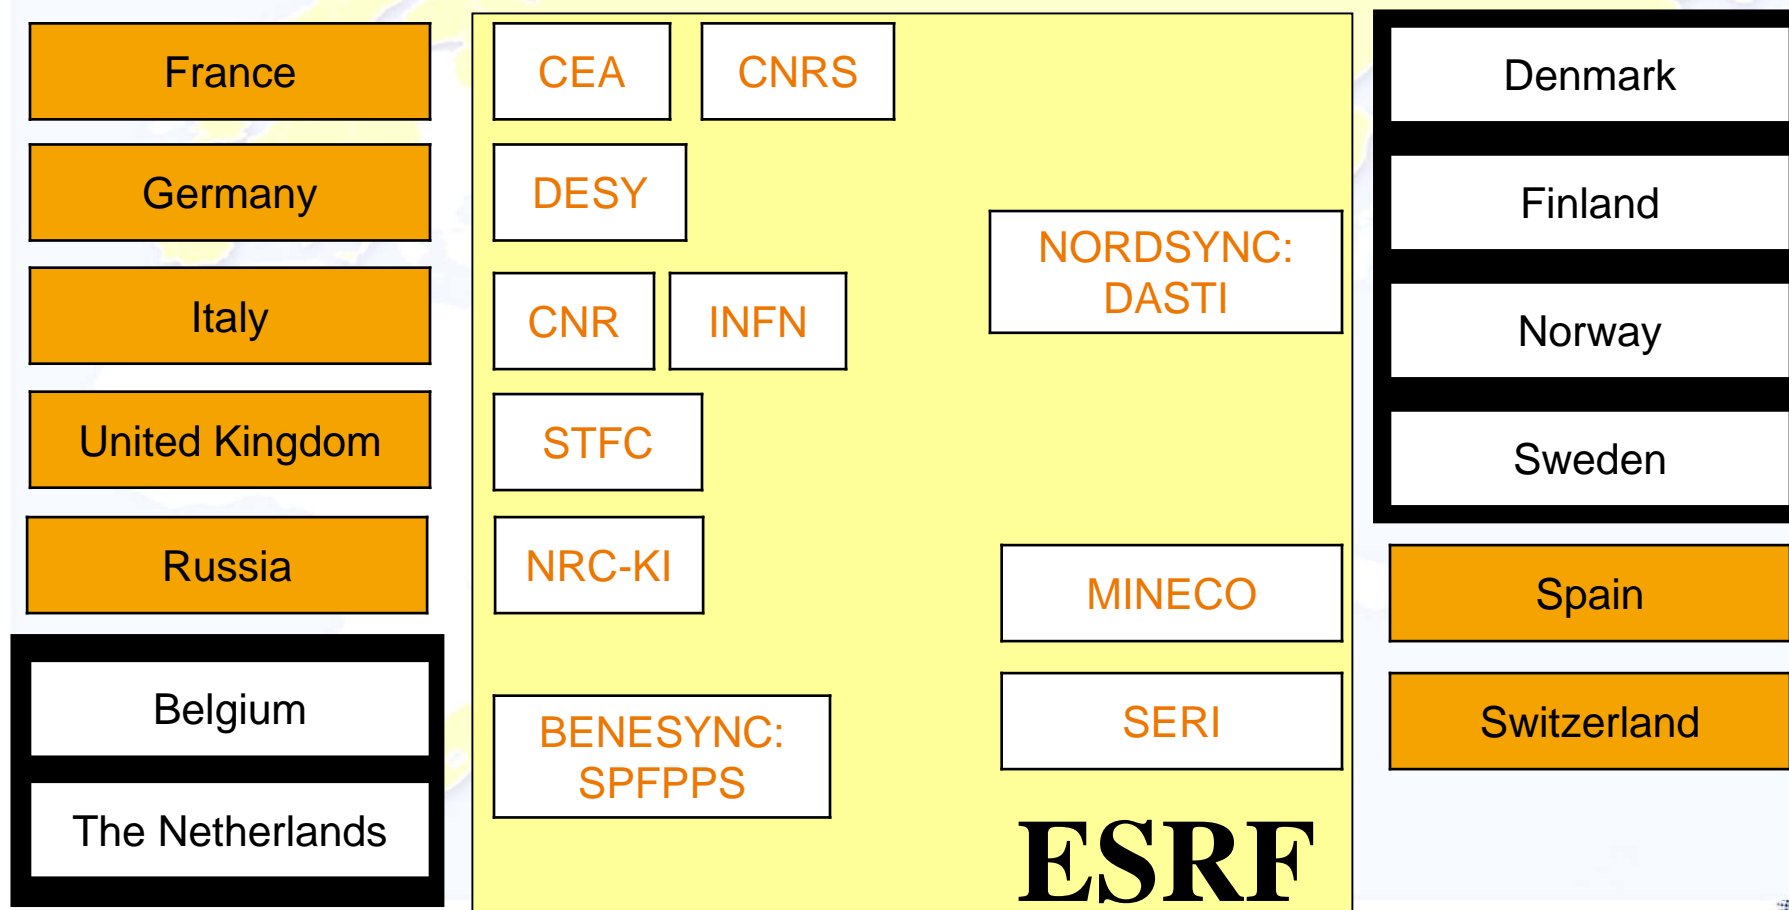 France
CEA
CNRS
Denmark
Germany
DESY
Finland
NORDSYNC:
DASTI
Italy
CNR
INFN
Norway
United Kingdom
STFC
Sweden
Russia
NRC-KI
MINECO
Spain
Belgium
BENESYNC:
SPFPPS
SERI
Switzerland
The Netherlands
ESRF